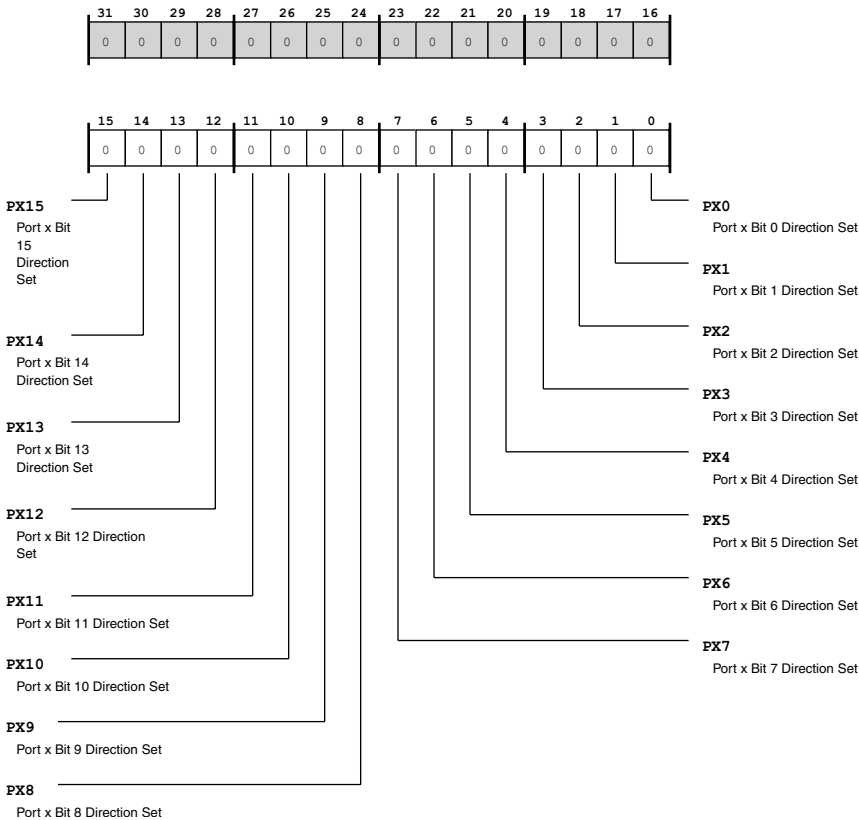 31 30 29 28 27 26 25 24 23 22 21 20 19 18 17 16
0 0 0 0 0 0 0 0 0 0 0 0 0 0 0 0
15 14 13 12 11 10 9 8 7 6 5 4 3 2 1 0
0 0 0 0 0 0 0 0 0 0 0 0 0 0 0 0
PX15
Port x Bit
15
Direction
Set
PX14
Port x Bit 14
Direction Set
PX13
Port x Bit 13
Direction Set
PX12
Port x Bit 12 Direction
Set
PX11
Port x Bit 11 Direction Set
PX10
Port x Bit 10 Direction Set
PX9
Port x Bit 9 Direction Set
PX8
Port x Bit 8 Direction Set
PX0
Port x Bit 0 Direction Set
PX1
Port x Bit 1 Direction Set
PX2
Port x Bit 2 Direction Set
PX3
Port x Bit 3 Direction Set
PX4
Port x Bit 4 Direction Set
PX5
Port x Bit 5 Direction Set
PX6
Port x Bit 6 Direction Set
PX7
Port x Bit 7 Direction Set